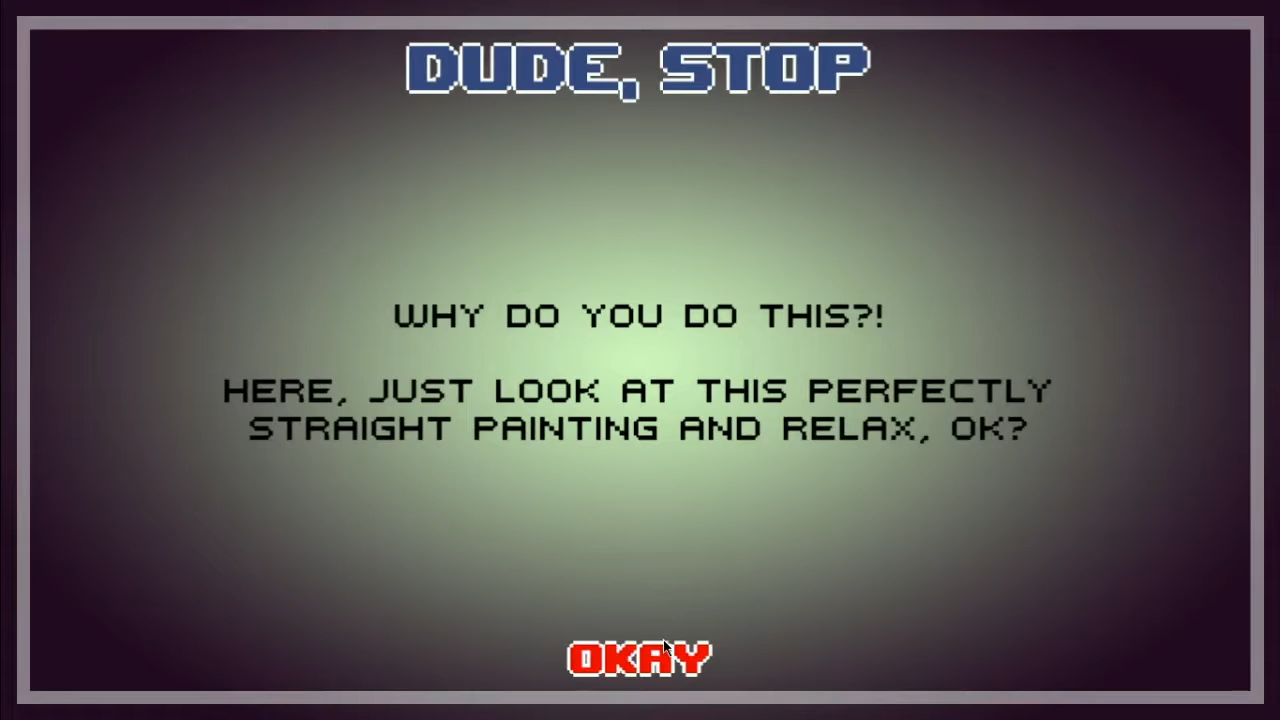 DUDE, STOP
WHY DO YOU DO THIS?!
HERE, JUST LOOK AT THIS PERFECTLY
STRAIGHT PAINTING AND RELAX, OK?
OKAY